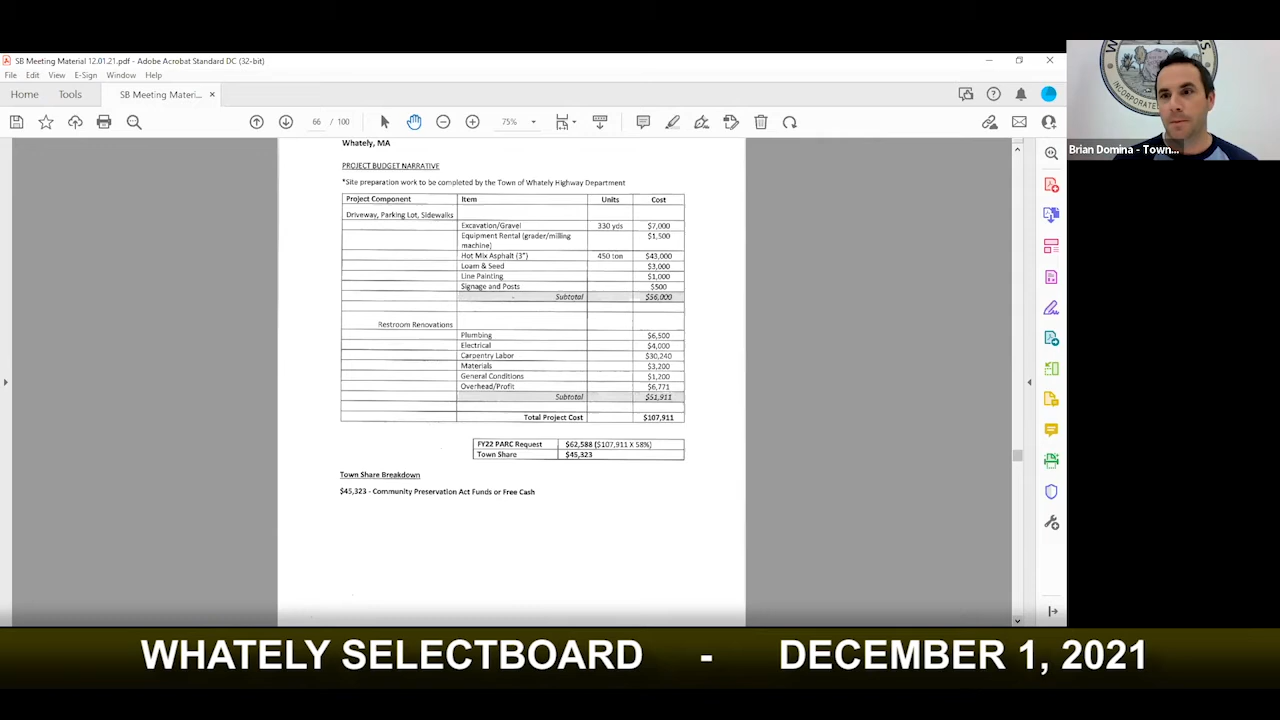 SB Meeting Material 12.01.21.pdf - Adobe Acrobat Standard DC (32-bit)
File Edit View E-Sign Window Help
Home Tools SB Meeting Materi... ×
66 / 100 75%
Brian Domina - Town...
INCORPORATED
Whately, MA
PROJECT BUDGET NARRATIVE
*Site preparation work to be completed by the Town of Whately Highway Department
Project Component Item Units Cost
Driveway, Parking Lot, Sidewalks
Excavation/Gravel 330 yds $7,000
Equipment Rental (grader/milling $1,500
machine)
Hot Mix Asphalt (3") 450 ton $43,000
Loam & Seed $3,000
Line Painting $1,000
Signage and Posts $500
Subtotal $56,000
Restroom Renovations
Plumbing $6,500
Electrical $4,000
Carpentry Labor $30,240
Materials $3,200
General Conditions $1,200
Overhead/Profit $6,771
Subtotal $51,911
Total Project Cost $107,911
FY22 PARC Request $62,588 ($107,911 X 58%)
Town Share $45,323
Town Share Breakdown
$45,323 - Community Preservation Act Funds or Free Cash
WHATELY SELECTBOARD - DECEMBER 1, 2021